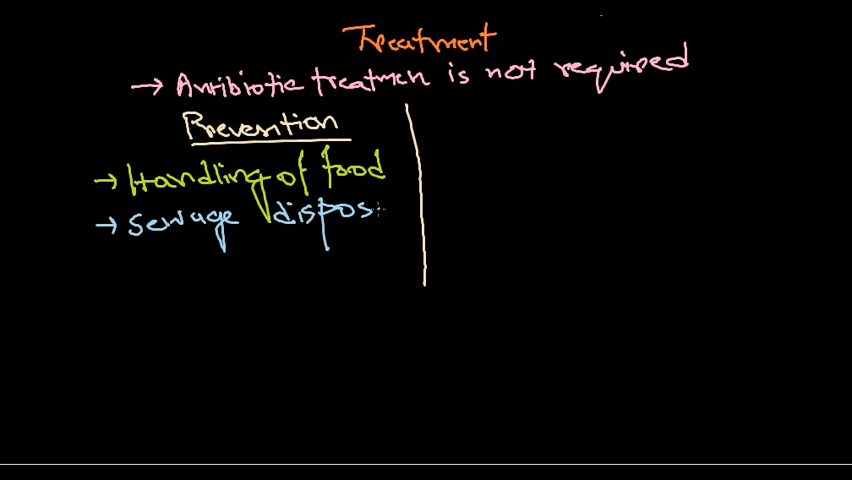 Treatment
→ Antibiotic treatmen is not required
Prevention
→ Handling of food
→ Sewage dispos